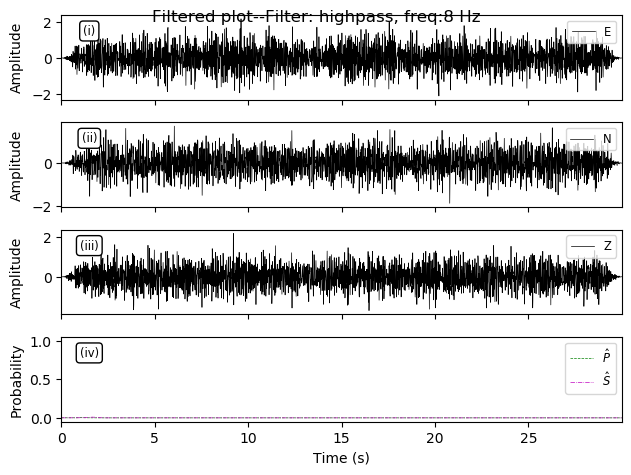 Filtered plot--Filter: highpass, freq:8 Hz
(i)
E
Amplitude
2
0
−2
(ii)
N
Amplitude
0
−2
(iii)
Z
Amplitude
2
0
(iv)
P̂
Ŝ
Probability
1.0
0.5
0.0
0 5 10 15 20 25
Time (s)